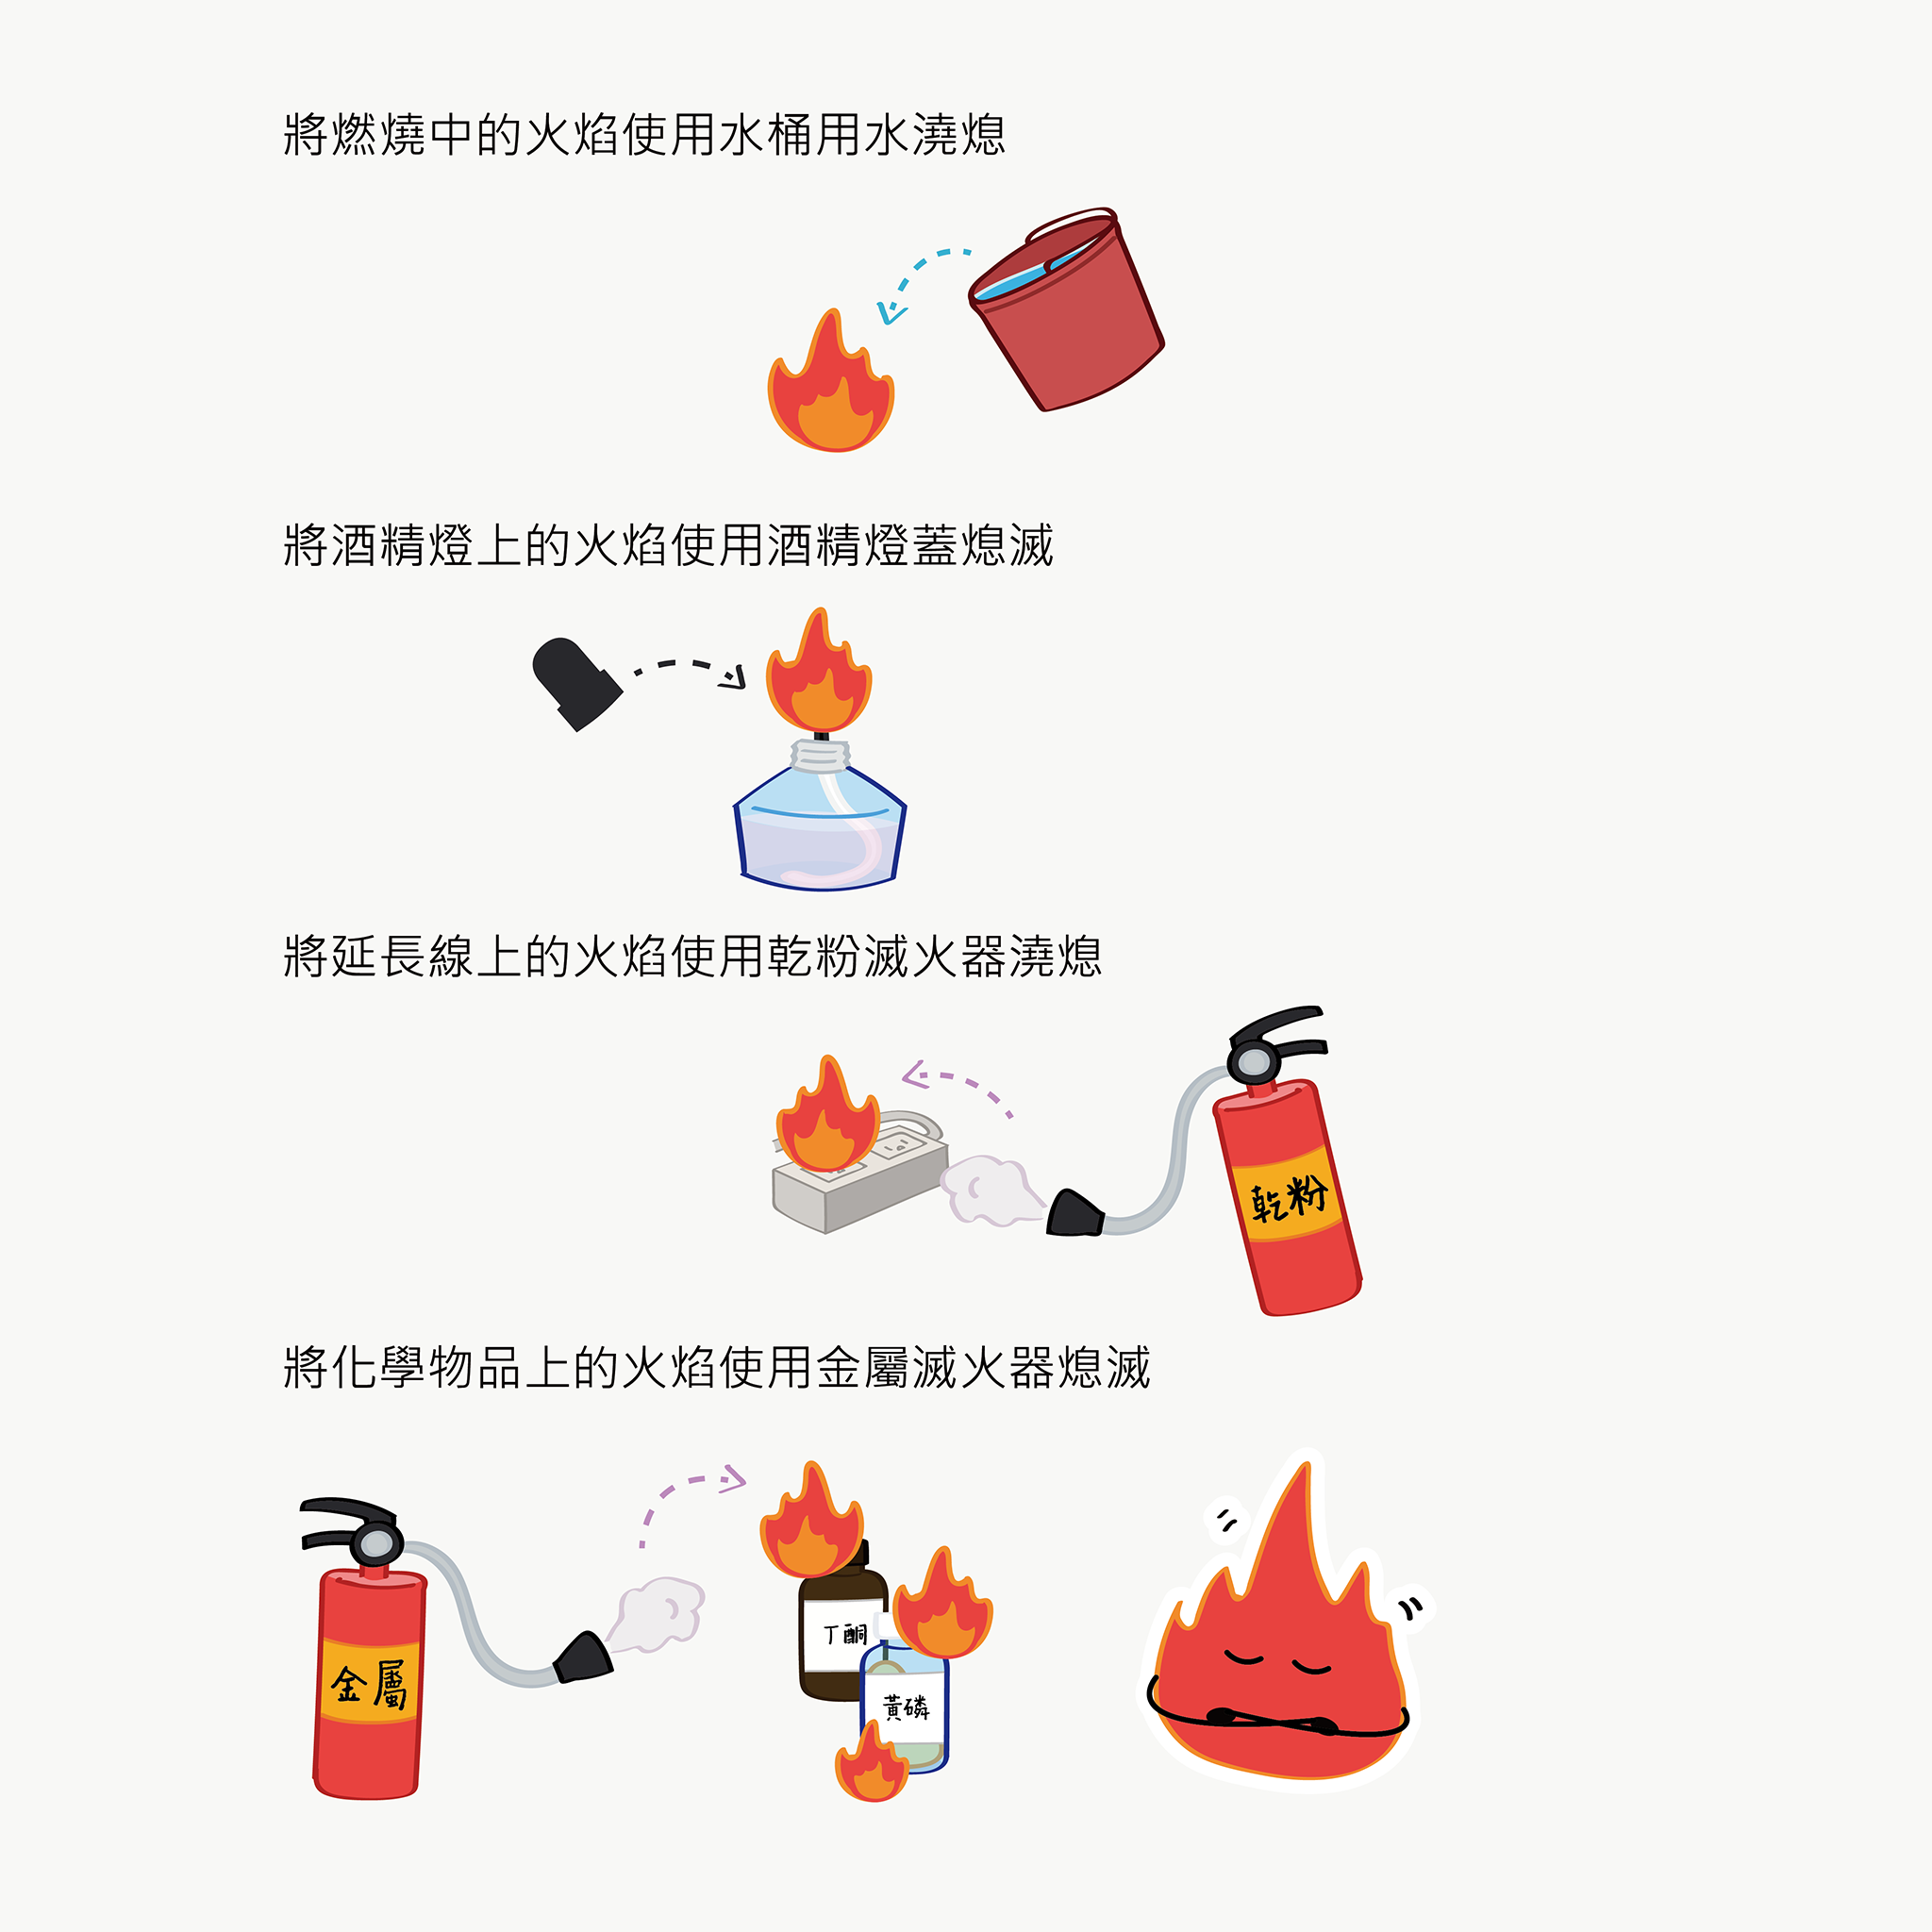 將燃燒中的火焰使用水桶用水澆熄
將酒精燈上的火焰使用酒精燈蓋熄滅
將延長線上的火焰使用乾粉滅火器澆熄
乾粉
將化學物品上的火焰使用金屬滅火器熄滅
金屬
丁酮
黃磷